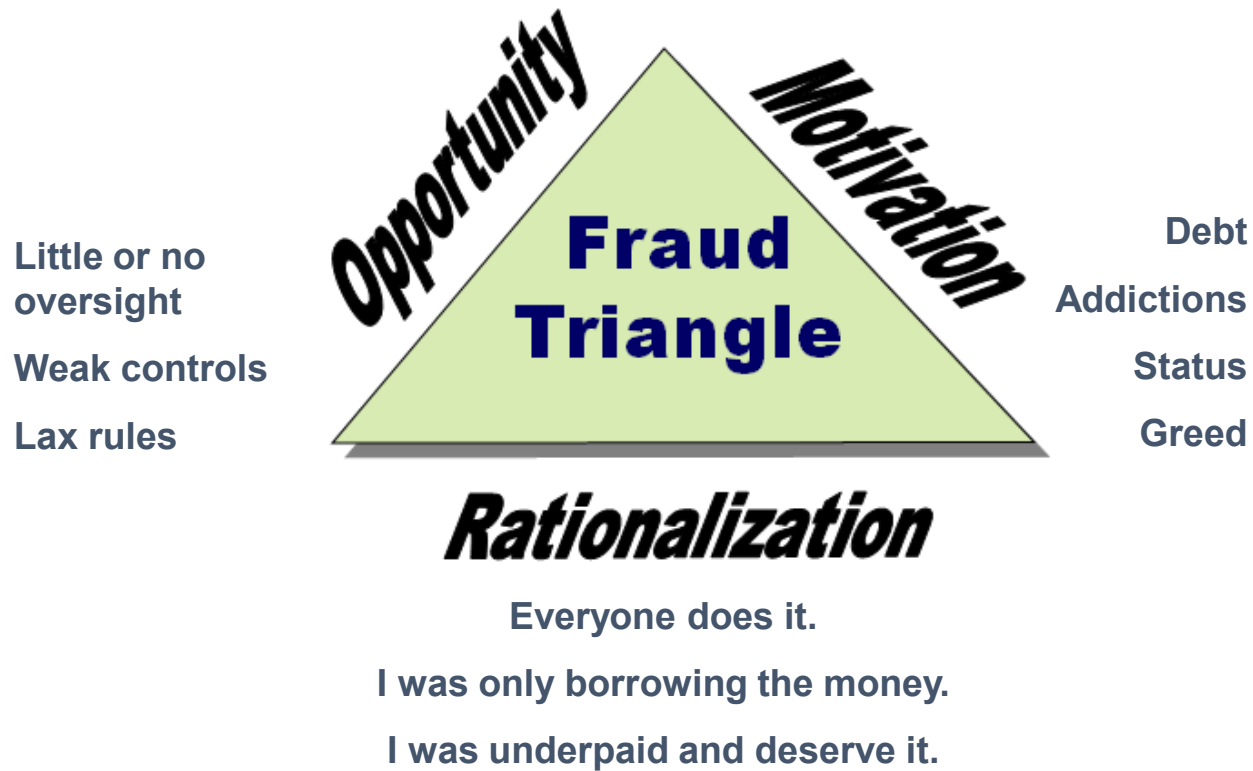 Opportunity
Motivation
Fraud
Triangle
Little or no
oversight
Weak controls
Lax rules
Debt
Addictions
Status
Greed
Rationalization
Everyone does it.
I was only borrowing the money.
I was underpaid and deserve it.